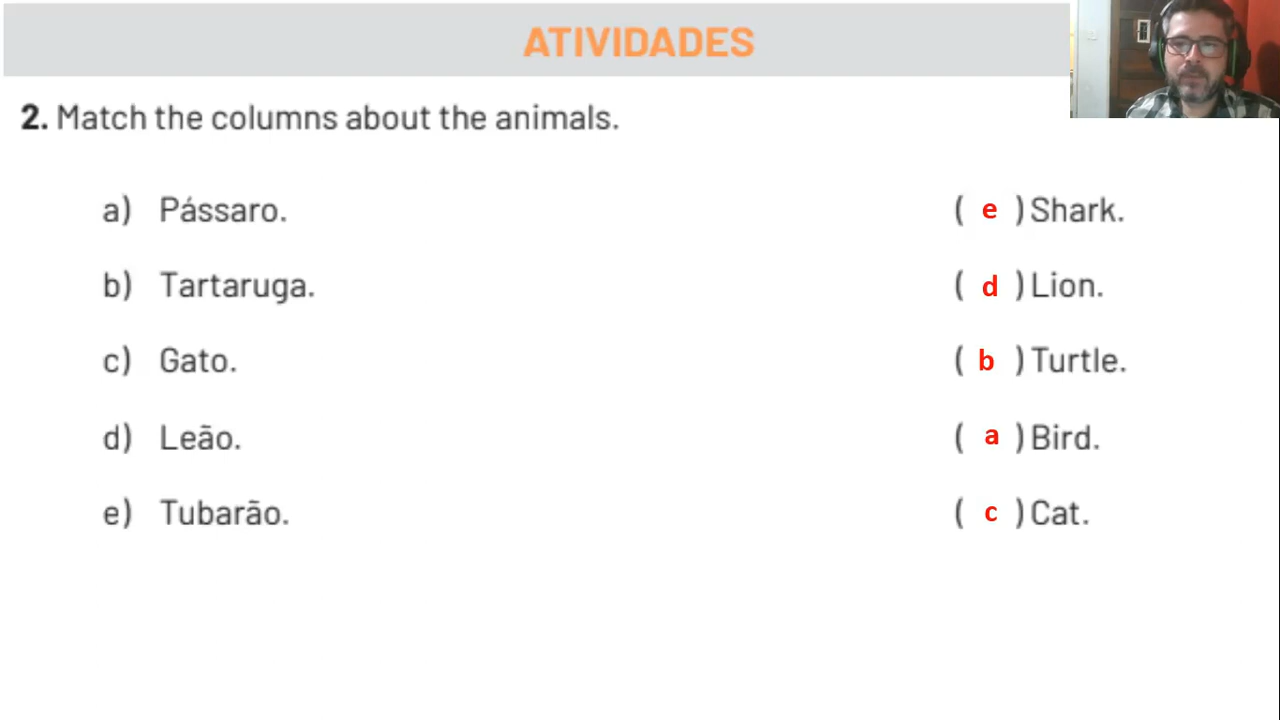 ATIVIDADES
2. Match the columns about the animals.
a) Pássaro. ( e ) Shark.
b) Tartaruga. ( d ) Lion.
c) Gato. ( b ) Turtle.
d) Leão. ( a ) Bird.
e) Tubarão. ( c ) Cat.